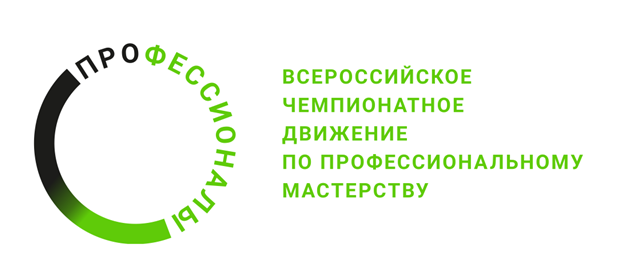 ПРОФЕССИОНАЛЫ
ВСЕРОССИЙСКОЕ
ЧЕМПИОНАТНОЕ
ДВИЖЕНИЕ
ПО ПРОФЕССИОНАЛЬНОМУ
МАСТЕРСТВУ